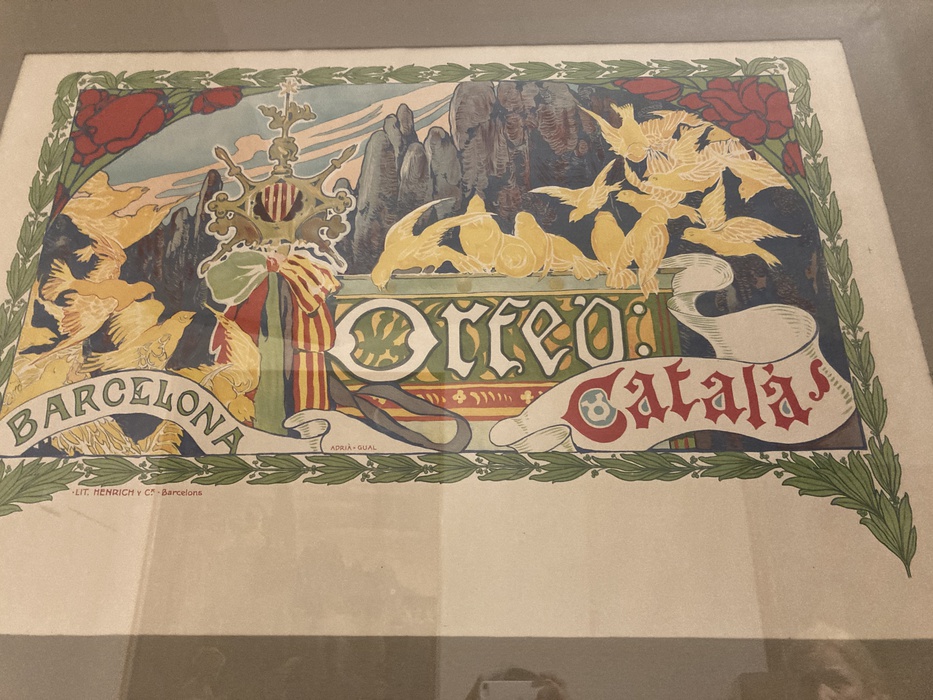 Orfeó:
Català
BARCELONA
ADRIÀ·GUAL
·LIT. HENRICH Y Cª·Barcelona